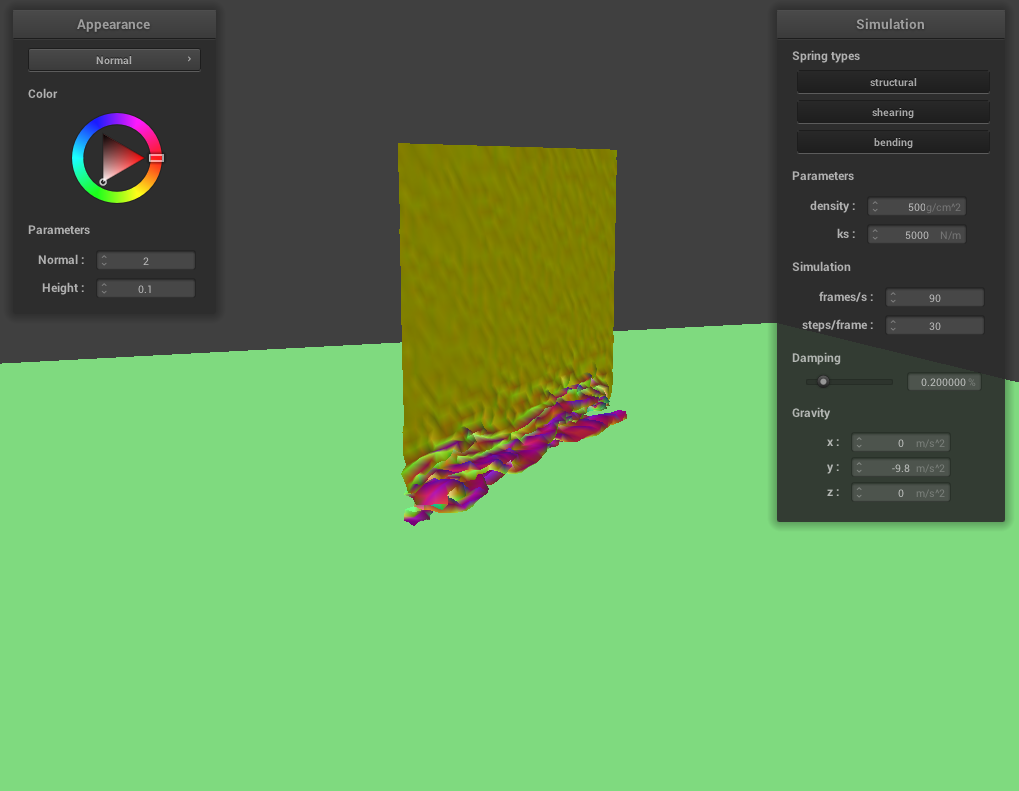 Appearance
Normal
Color
Parameters
Normal : 2
Height : 0.1
Simulation
Spring types
structural
shearing
bending
Parameters
density : 500g/cm^2
ks : 5000 N/m
Simulation
frames/s : 90
steps/frame : 30
Damping
0.200000 %
Gravity
x : 0 m/s^2
y : -9.8 m/s^2
z : 0 m/s^2